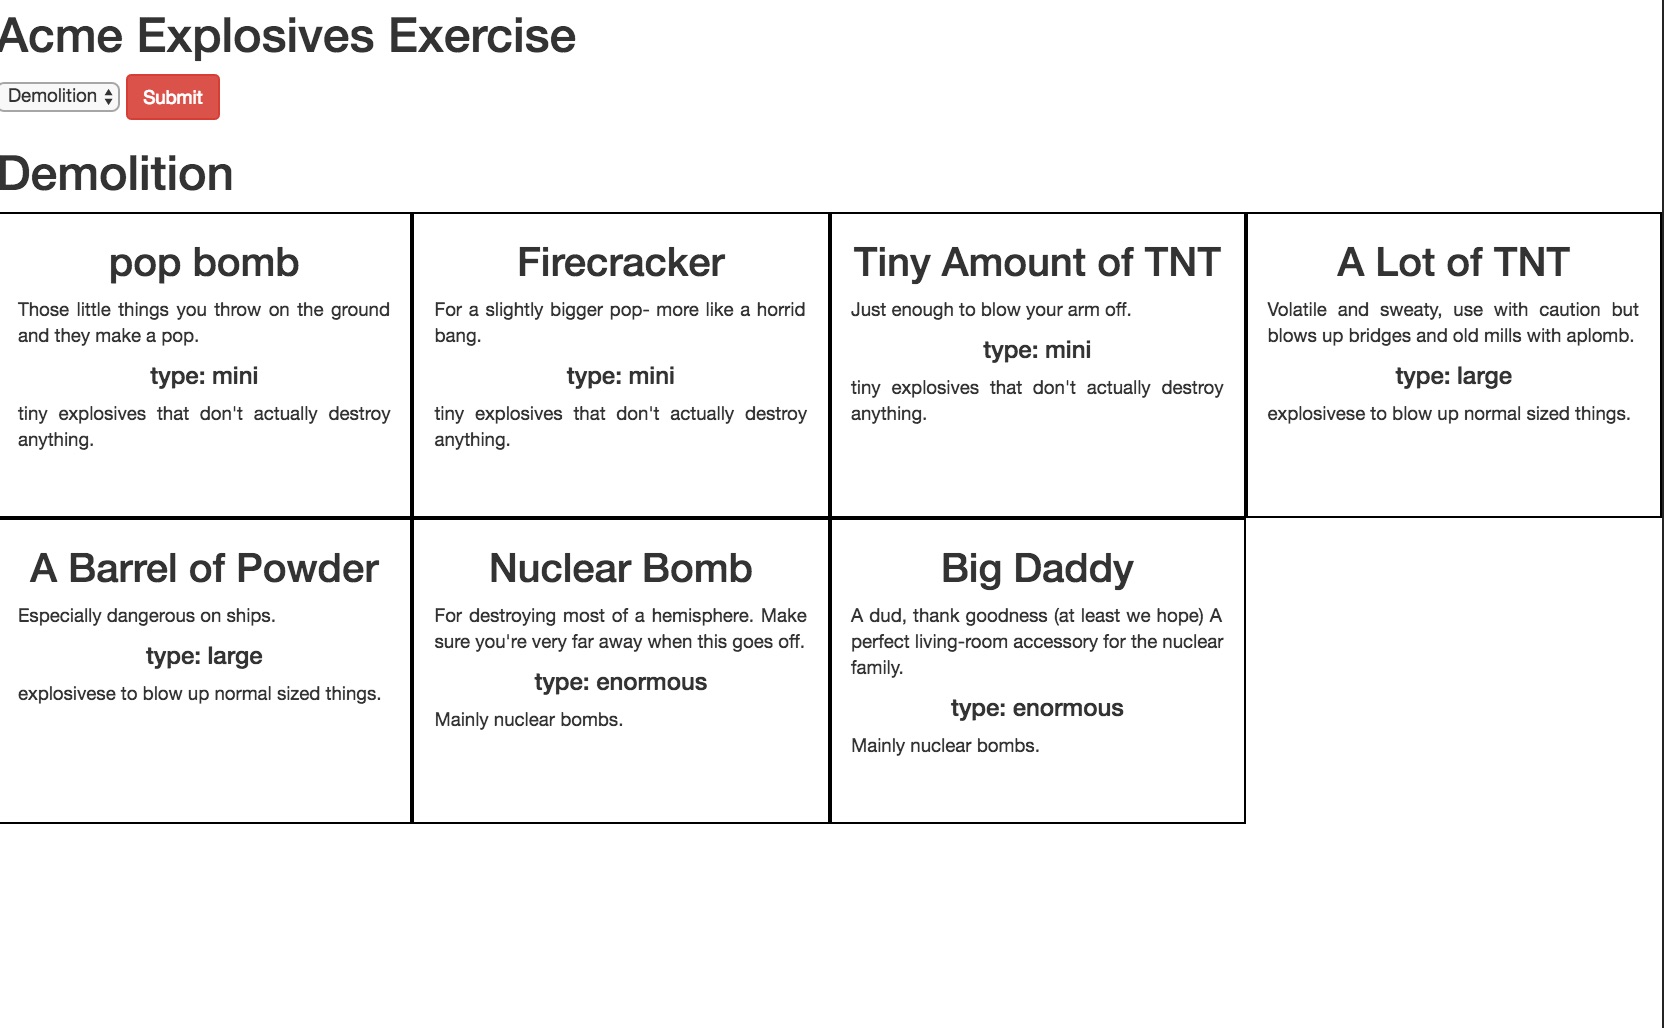 Acme Explosives Exercise
Demolition Submit
Demolition
pop bomb
Those little things you throw on the ground
and they make a pop.
type: mini
tiny explosives that don't actually destroy
anything.
Firecracker
For a slightly bigger pop- more like a horrid
bang.
type: mini
tiny explosives that don't actually destroy
anything.
Tiny Amount of TNT
Just enough to blow your arm off.
type: mini
tiny explosives that don't actually destroy
anything.
A Lot of TNT
Volatile and sweaty, use with caution but
blows up bridges and old mills with aplomb.
type: large
explosivese to blow up normal sized things.
A Barrel of Powder
Especially dangerous on ships.
type: large
explosivese to blow up normal sized things.
Nuclear Bomb
For destroying most of a hemisphere. Make
sure you're very far away when this goes off.
type: enormous
Mainly nuclear bombs.
Big Daddy
A dud, thank goodness (at least we hope) A
perfect living-room accessory for the nuclear
family.
type: enormous
Mainly nuclear bombs.